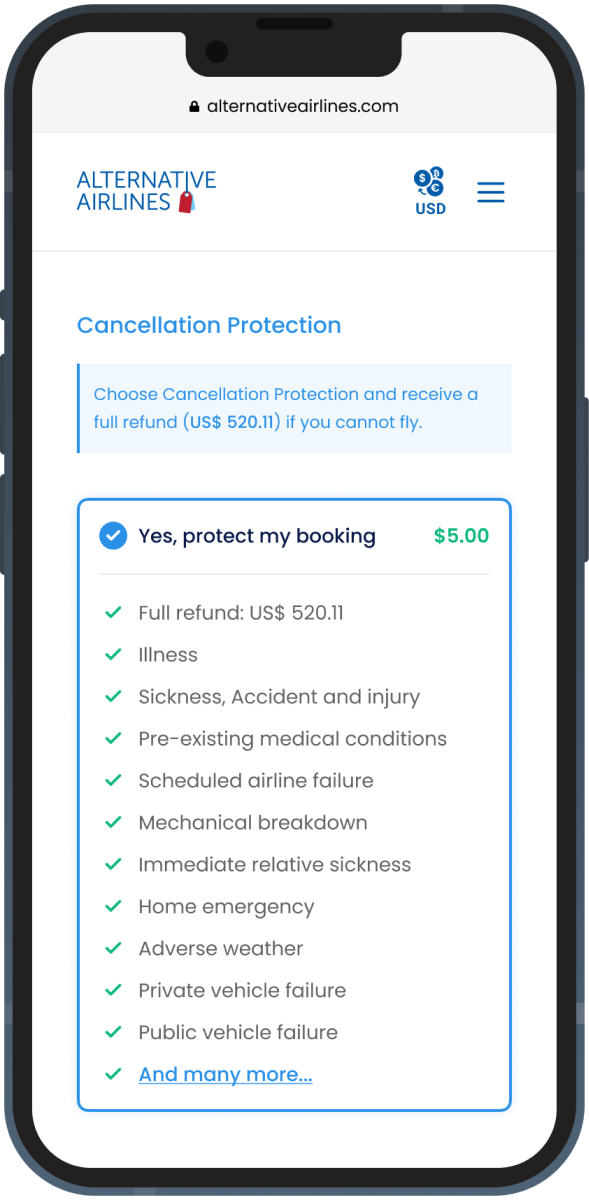 alternativeairlines.com
ALTERNATIVE
AIRLINES
$
₿
€
USD
Cancellation Protection
Choose Cancellation Protection and receive a
full refund (US$ 520.11) if you cannot fly.
Yes, protect my booking $5.00
Full refund: US$ 520.11
Illness
Sickness, Accident and injury
Pre-existing medical conditions
Scheduled airline failure
Mechanical breakdown
Immediate relative sickness
Home emergency
Adverse weather
Private vehicle failure
Public vehicle failure
And many more...